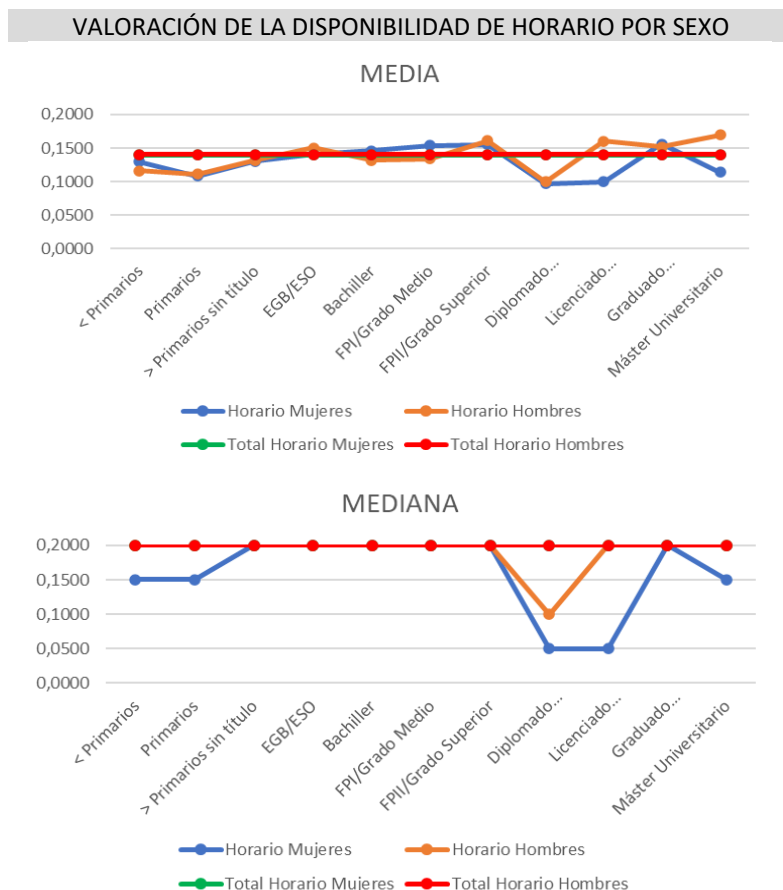 VALORACIÓN DE LA DISPONIBILIDAD DE HORARIO POR SEXO
MEDIA
0,2000
0,1500
0,1000
0,0500
0,0000
< Primarios
Primarios
> Primarios sin título
EGB/ESO
Bachiller
FPI/Grado Medio
FPII/Grado Superior
Diplomado...
Licenciado...
Graduado...
Máster Universitario
Horario Mujeres
Horario Hombres
Total Horario Mujeres
Total Horario Hombres
MEDIANA
0,2000
0,1500
0,1000
0,0500
0,0000
< Primarios
Primarios
> Primarios sin título
EGB/ESO
Bachiller
FPI/Grado Medio
FPII/Grado Superior
Diplomado...
Licenciado...
Graduado...
Máster Universitario
Horario Mujeres
Horario Hombres
Total Horario Mujeres
Total Horario Hombres